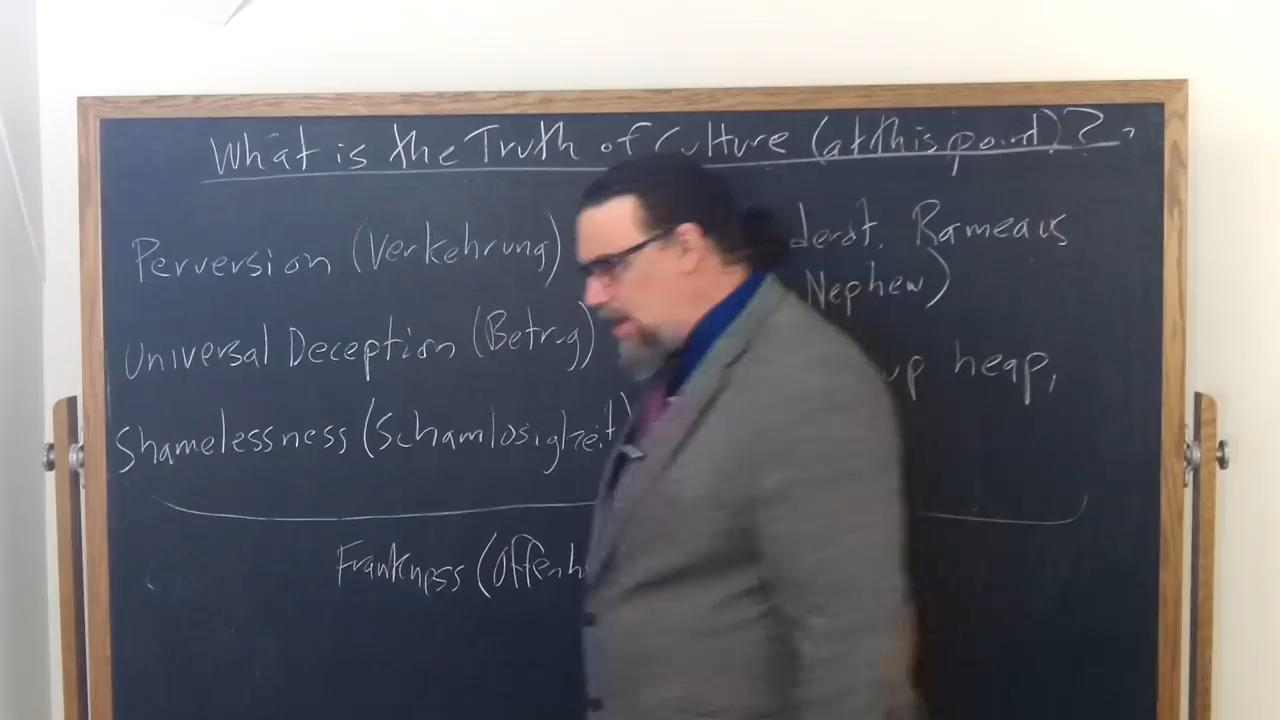 What is the Truth of Culture (at this point)?
Perversion (Verkehrung) derot, Rameaus
Nephew)
Universal Deception (Betrug) up heap,
Shamelessness (Schamlosigkeit)
Frankness (Offenh